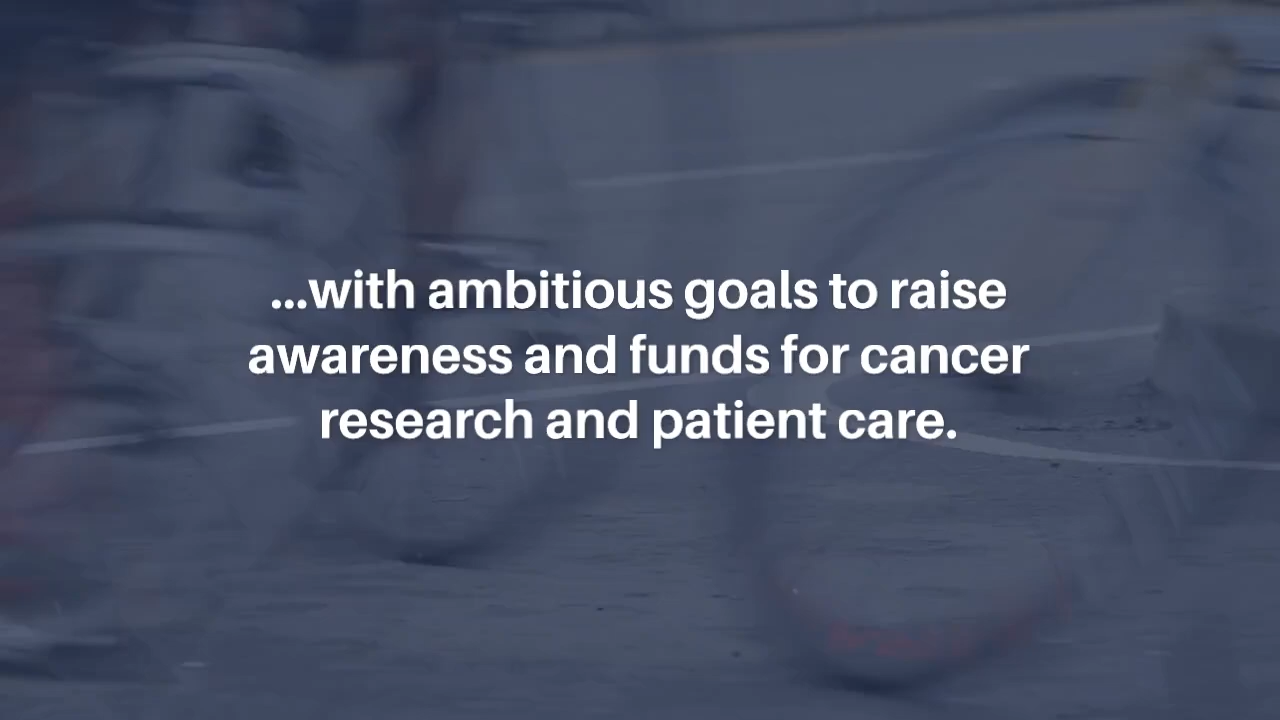 ...with ambitious goals to raise
awareness and funds for cancer
research and patient care.